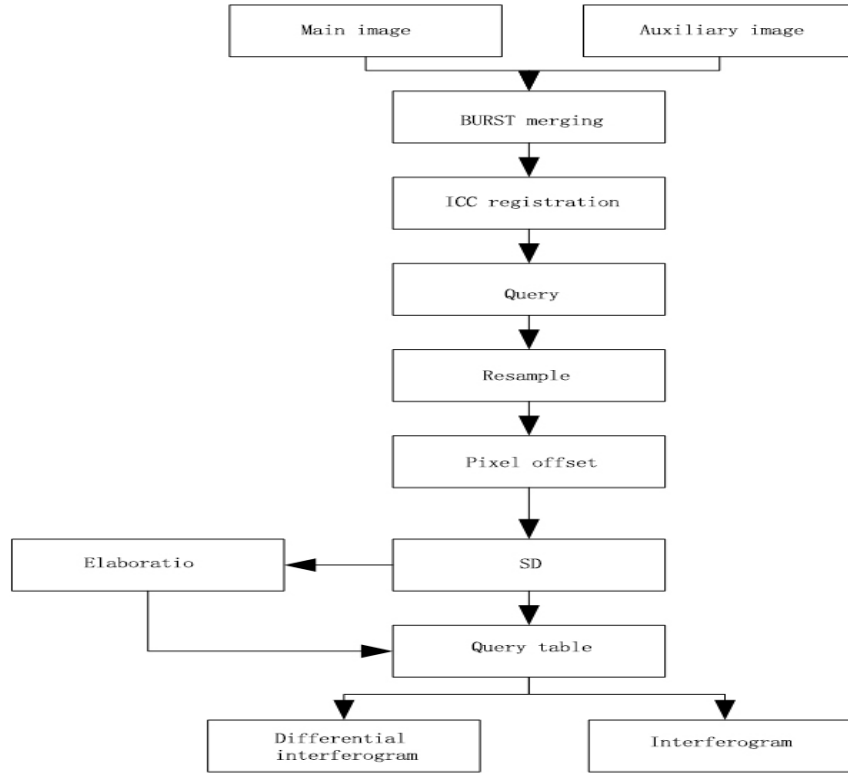 Main image
Auxiliary image
BURST merging
ICC registration
Query
Resample
Pixel offset
Elaboratio
SD
Query table
Differential
interferogram
Interferogram